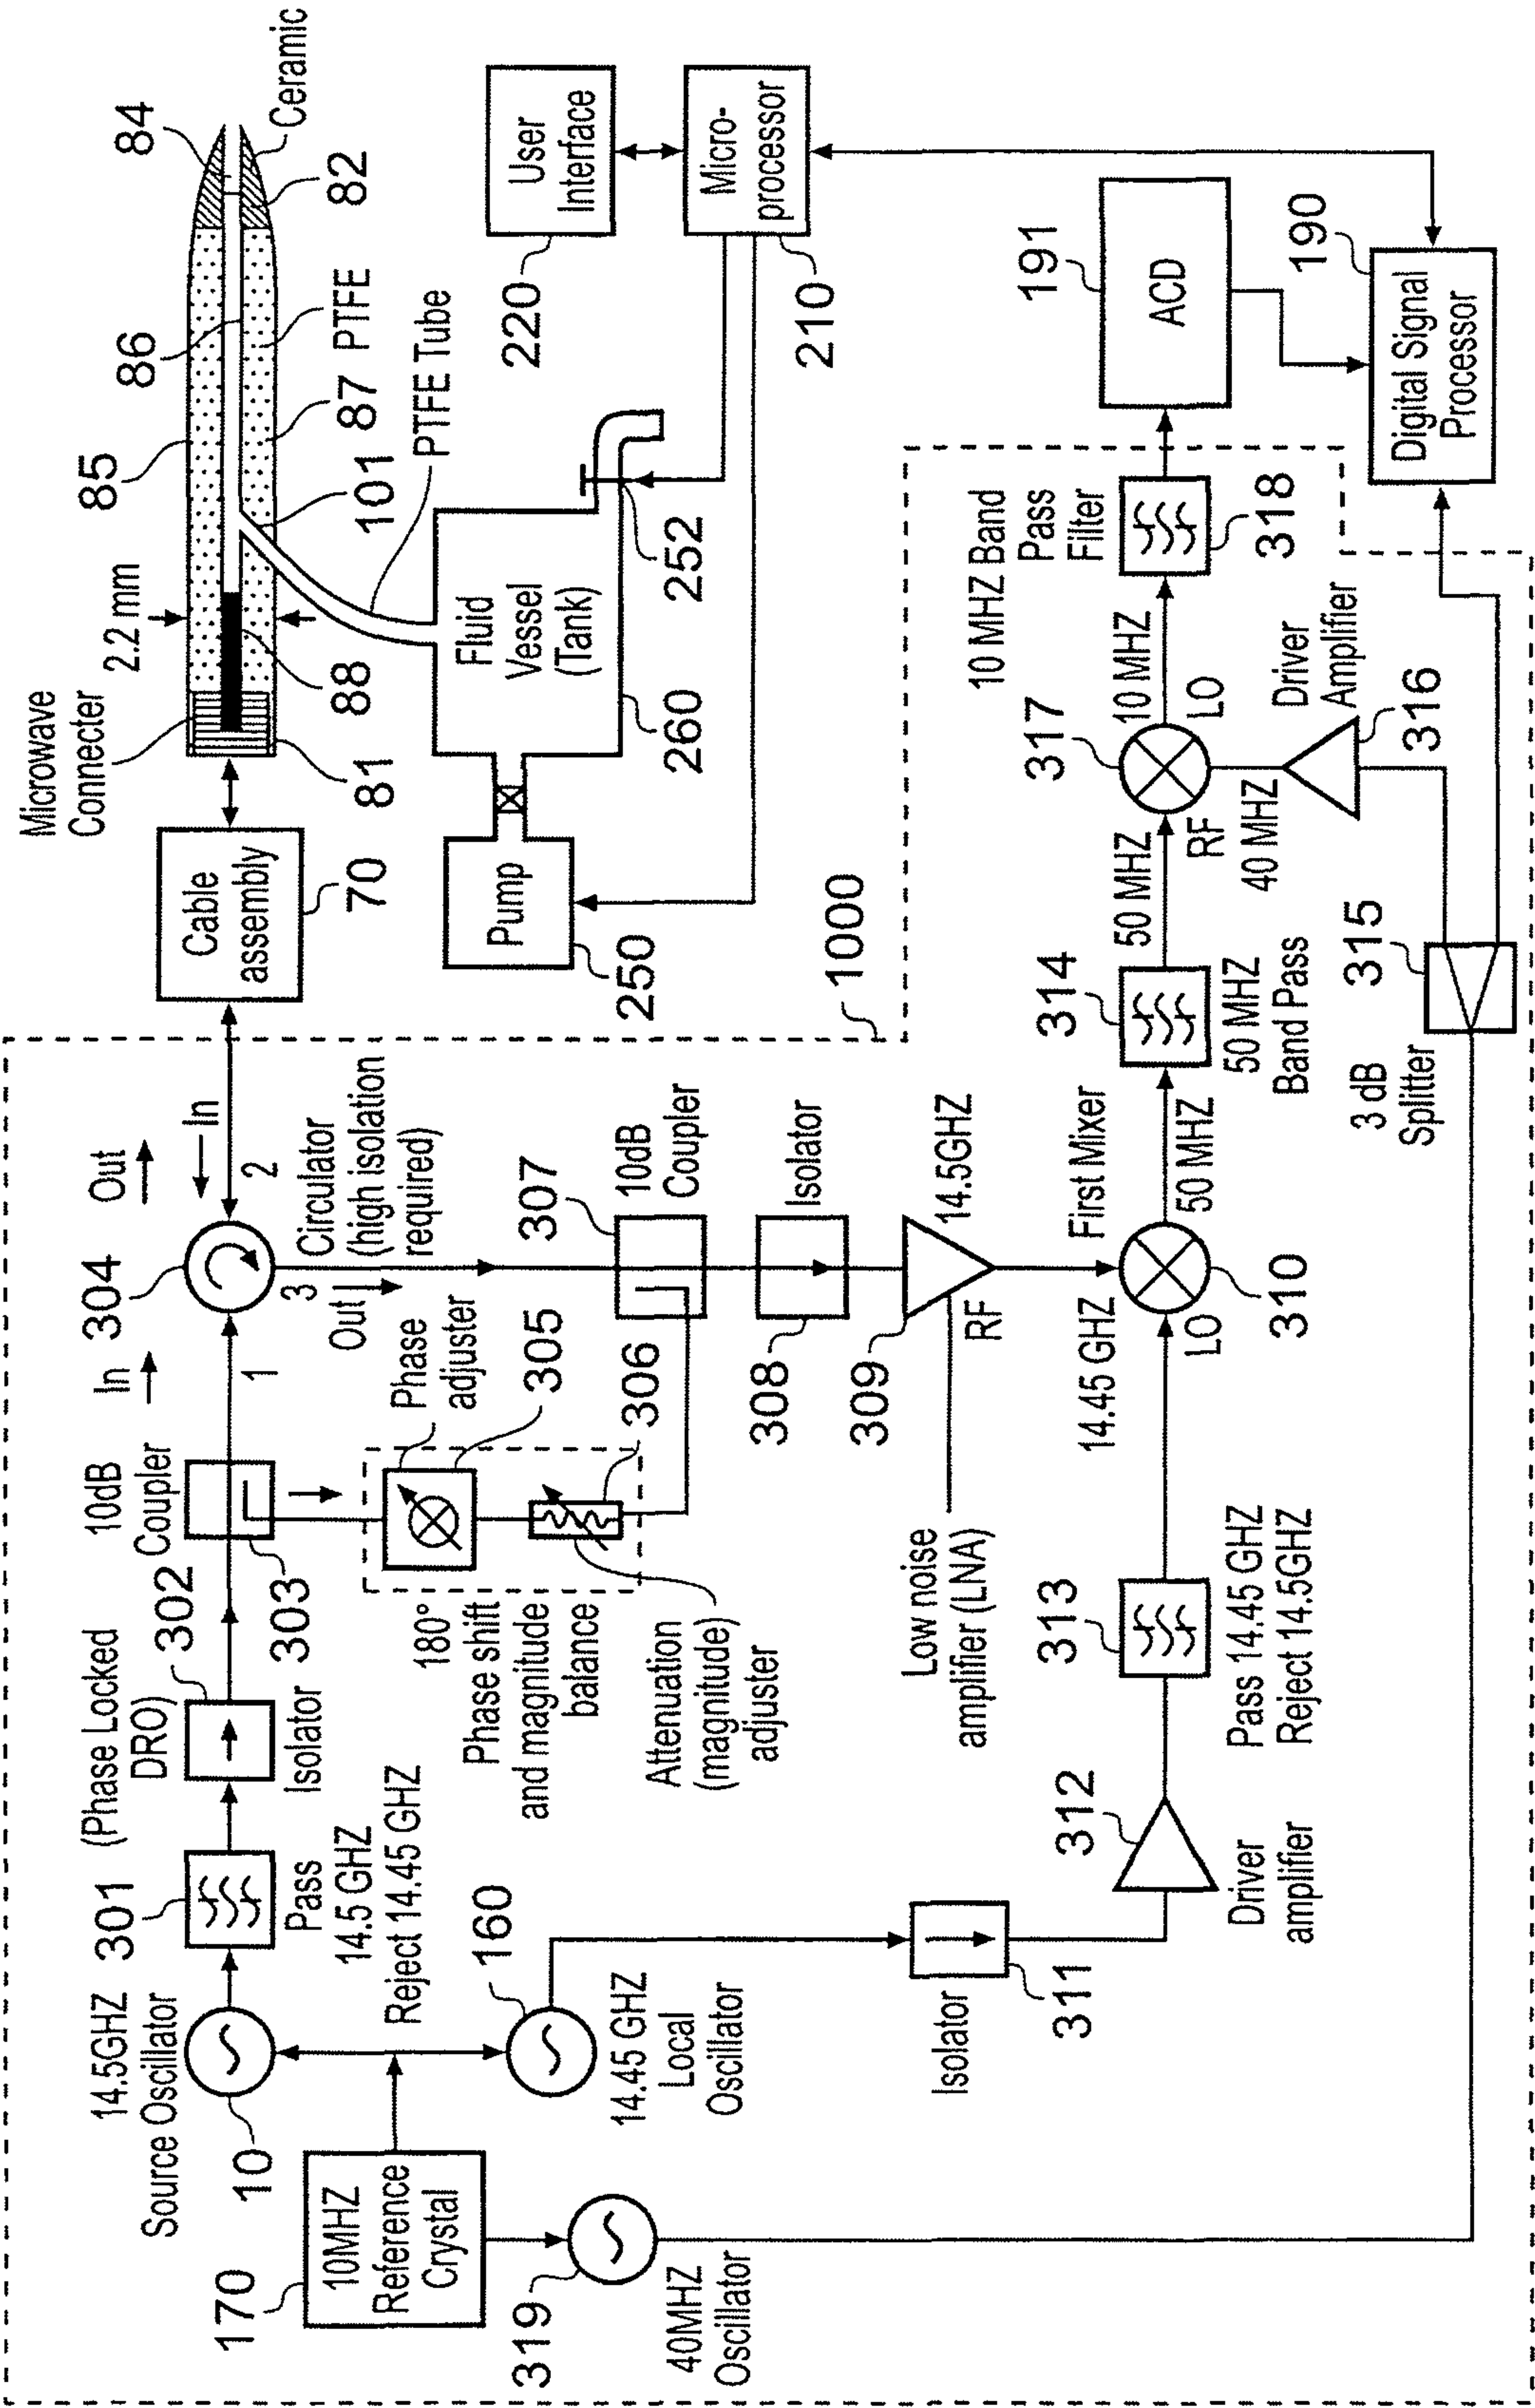 Microwave
Connecter
2.2 mm
85
86
84
Ceramic
82
PTFE
87
101
PTFE Tube
88
81
Cable
assembly
70
Pump
250
Fluid
Vessel
(Tank)
260
252
User
Interface
220
Micro-
processor
210
1000
14.5GHZ
Source Oscillator
10
301
Pass
14.5 GHZ
Reject 14.45 GHZ
(Phase Locked
DRO)
302
Isolator
10dB
Coupler
303
In
1
304
Out
In
2
Circulator
(high isolation
required)
3
Out
Phase
adjuster
305
306
180°
Phase shift
and magnitude
balance
Attenuation
(magnitude)
adjuster
307
10dB
Coupler
Isolator
308
309
14.5GHZ
RF
Low noise
amplifier (LNA)
First Mixer
310
14.45 GHZ
LO
50 MHZ
170
10MHZ
Reference
Crystal
160
14.45 GHZ
Local
Oscillator
319
40MHZ
Oscillator
Isolator
311
312
Driver
amplifier
313
Pass 14.45 GHZ
Reject 14.5GHZ
314
50 MHZ
Band Pass
50 MHZ
RF
317
10 MHZ
LO
40 MHZ
Driver
Amplifier
316
315
3 dB
Splitter
10 MHZ Band
Pass
Filter
318
191
ACD
190
Digital Signal
Processor